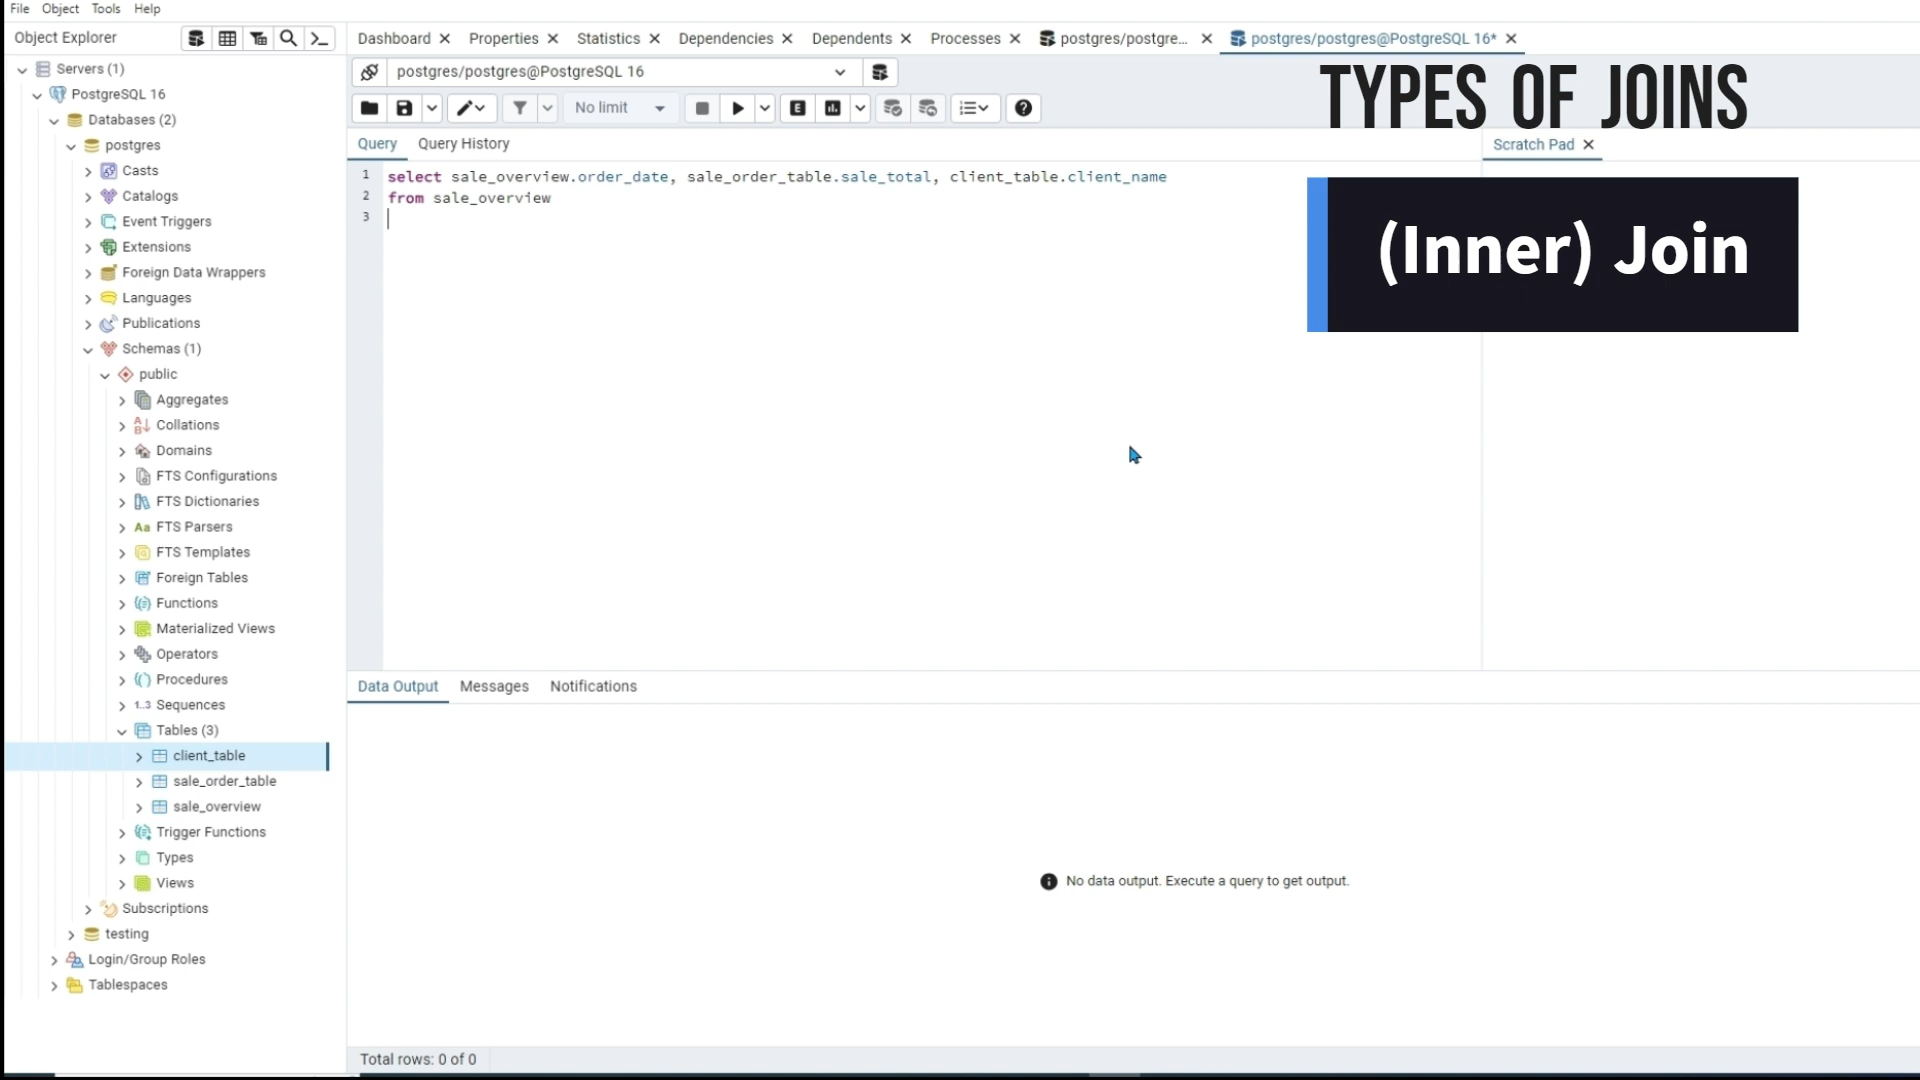 File Object Tools Help
Object Explorer
Dashboard Properties Statistics Dependencies Dependents Processes postgres/postgre... postgres/postgres@PostgreSQL 16*
Servers (1)
PostgreSQL 16
Databases (2)
postgres
Casts
Catalogs
Event Triggers
Extensions
Foreign Data Wrappers
Languages
Publications
Schemas (1)
public
Aggregates
Collations
Domains
FTS Configurations
FTS Dictionaries
Aa FTS Parsers
FTS Templates
Foreign Tables
Functions
Materialized Views
Operators
Procedures
1..3 Sequences
Tables (3)
client_table
sale_order_table
sale_overview
Trigger Functions
Types
Views
Subscriptions
testing
Login/Group Roles
Tablespaces
postgres/postgres@PostgreSQL 16
No limit
E
TYPES OF JOINS
Query Query History
Scratch Pad
1 select sale_overview.order_date, sale_order_table.sale_total, client_table.client_name
2 from sale_overview
3
(Inner) Join
Data Output Messages Notifications
No data output. Execute a query to get output.
Total rows: 0 of 0